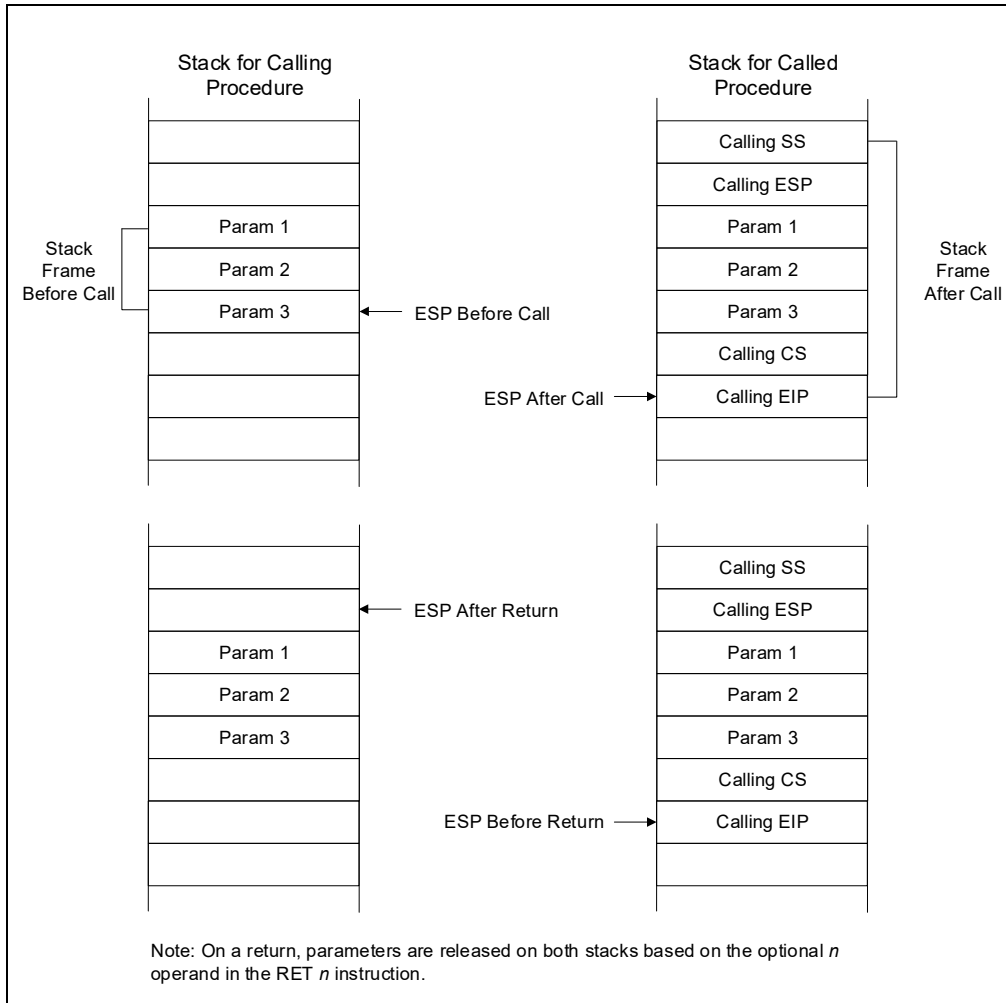 Stack for Calling
Procedure
Stack for Called
Procedure
Calling SS
Calling ESP
Param 1
Param 1
Stack
Frame
Before Call
Param 2
Param 2
Stack
Frame
After Call
Param 3
ESP Before Call
Param 3
Calling CS
ESP After Call
Calling EIP
Calling SS
ESP After Return
Calling ESP
Param 1
Param 1
Param 2
Param 2
Param 3
Param 3
Calling CS
ESP Before Return
Calling EIP
Note: On a return, parameters are released on both stacks based on the optional n
operand in the RET n instruction.